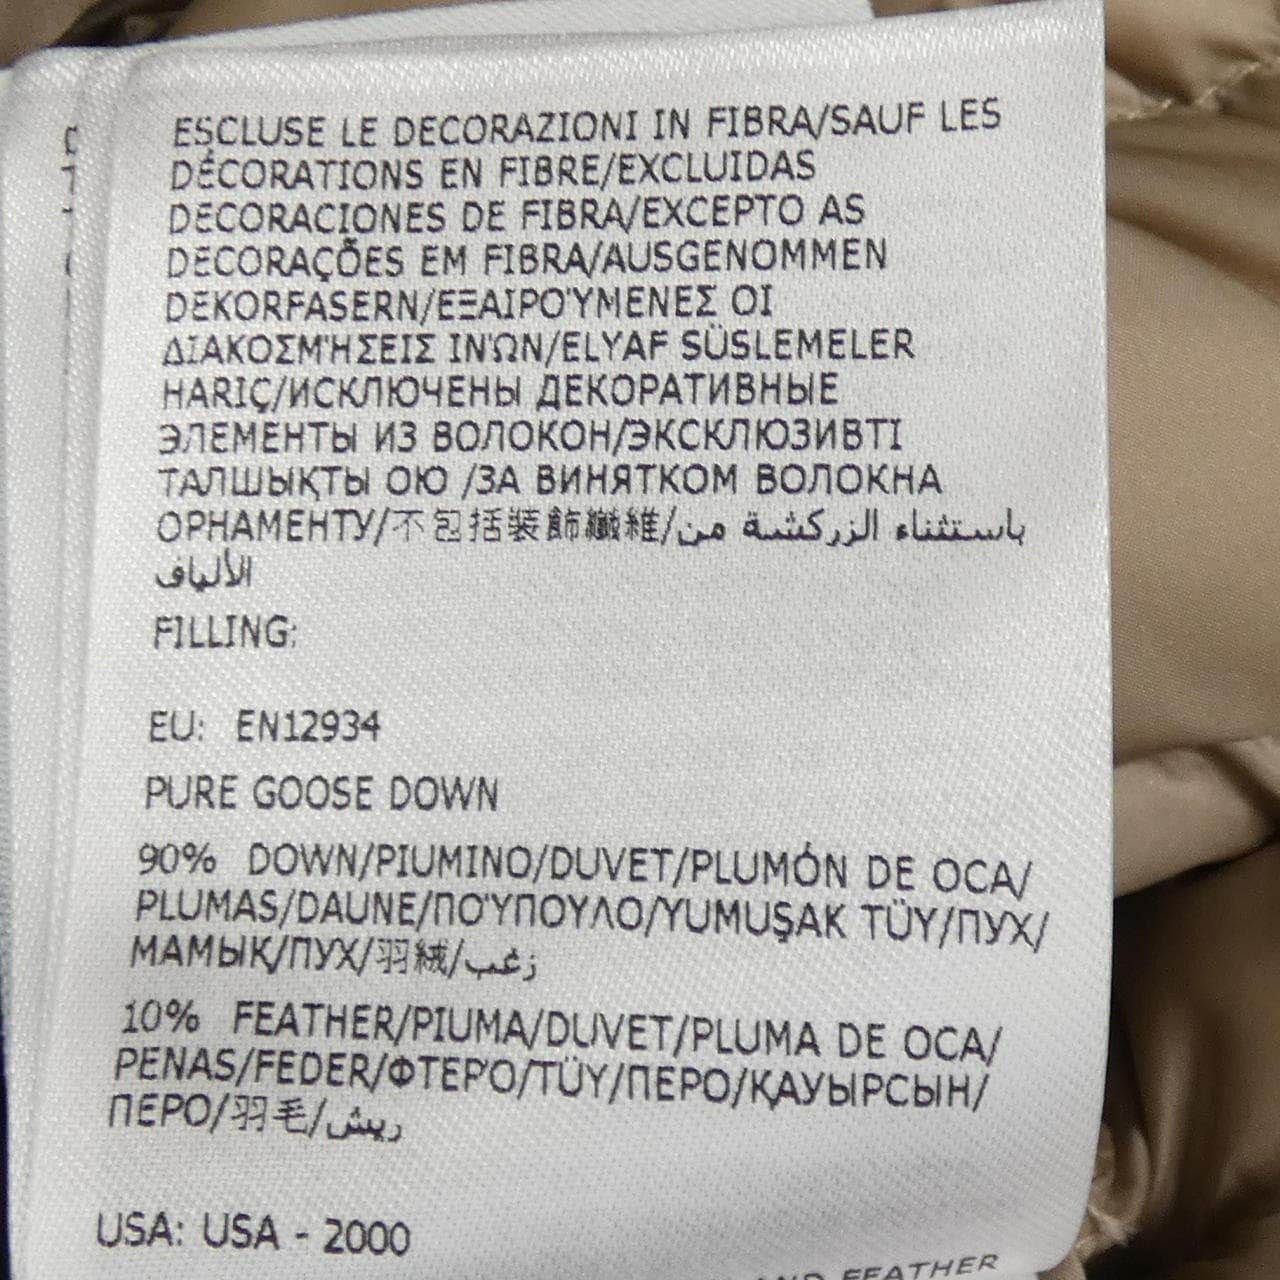 ESCLUSE LE DECORAZIONI IN FIBRA/SAUF LES
DÉCORATIONS EN FIBRE/EXCLUIDAS
DECORACIONES DE FIBRA/EXCEPTO AS
DECORAÇÕES EM FIBRA/AUSGENOMMEN
DEKORFASERN/ΕΞΑΙΡΟΎΜΕΝΕΣ ΟΙ
ΔΙΑΚΟΣΜΉΣΕΙΣ ΙΝΏΝ/ELYAF SÜSLEMELER
HARIÇ/ИСКЛЮЧЕНЫ ДЕКОРАТИВНЫЕ
ЭЛЕМЕНТЫ ИЗ ВОЛОКОН/ЭКСКЛЮЗИВТІ
ТАЛШЫҚТЫ ОЮ /ЗА ВИНЯТКОМ ВОЛОКНА
ОРНАМЕНТУ/不包括裝飾纖維/باستثناء الزركشة من
الألياف
FILLING:
EU: EN12934
PURE GOOSE DOWN
90% DOWN/PIUMINO/DUVET/PLUMÓN DE OCA/
PLUMAS/DAUNE/ΠΟΎΠΟΥΛΟ/YUMUŞAK TÜY/ПУХ/
МАМЫҚ/ПУХ/羽絨/زغب
10% FEATHER/PIUMA/DUVET/PLUMA DE OCA/
PENAS/FEDER/ΦΤΕΡΌ/TÜY/ПЕРО/ҚАУЫРСЫН/
ПЕРО/羽毛/ريش
USA: USA - 2000
AND FEATHER